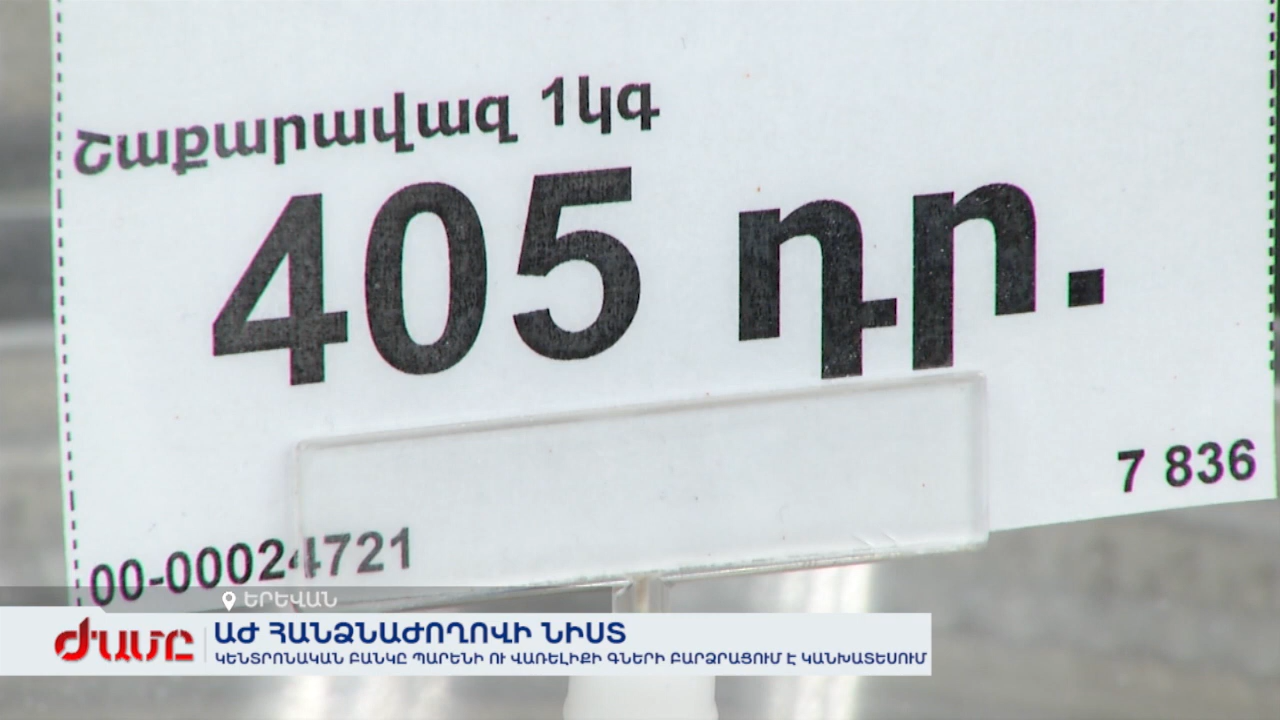 Շաքարավազ 1կգ
405 դր.
7 836
00-00024721
ԵՐԵՎԱՆ
ԺԱՄԸ
ԱԺ ՀԱՆՁՆԱԺՈՂՈՎԻ ՆԻՍՏ
ԿԵՆՏՐՈՆԱԿԱՆ ԲԱՆԿԸ ՊԱՐԵՆԻ ՈՒ ՎԱՌԵԼԻՔԻ ԳՆԵՐԻ ԲԱՐՁՐԱՑՈՒՄ Է ԿԱՆԽԱՏԵՍՈՒՄ